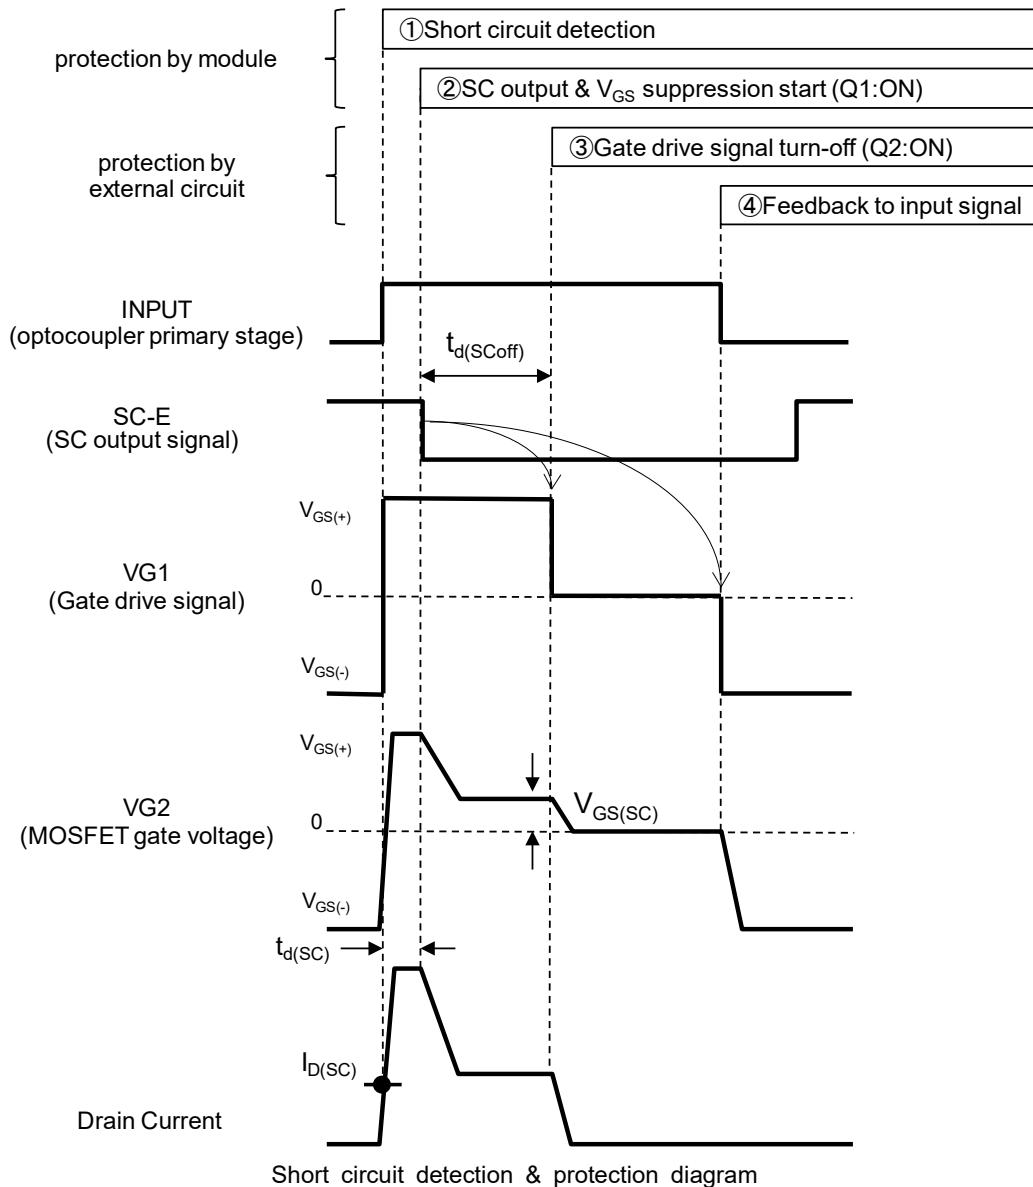 protection by module
①Short circuit detection
②SC output & VGS suppression start (Q1:ON)
protection by
external circuit
③Gate drive signal turn-off (Q2:ON)
④Feedback to input signal
INPUT
(optocoupler primary stage)
td(SCoff)
SC-E
(SC output signal)
VGS(+)
VG1
(Gate drive signal)
0
VGS(-)
VGS(+)
VG2
(MOSFET gate voltage)
VGS(SC)
0
VGS(-)
td(SC)
ID(SC)
Drain Current
Short circuit detection & protection diagram